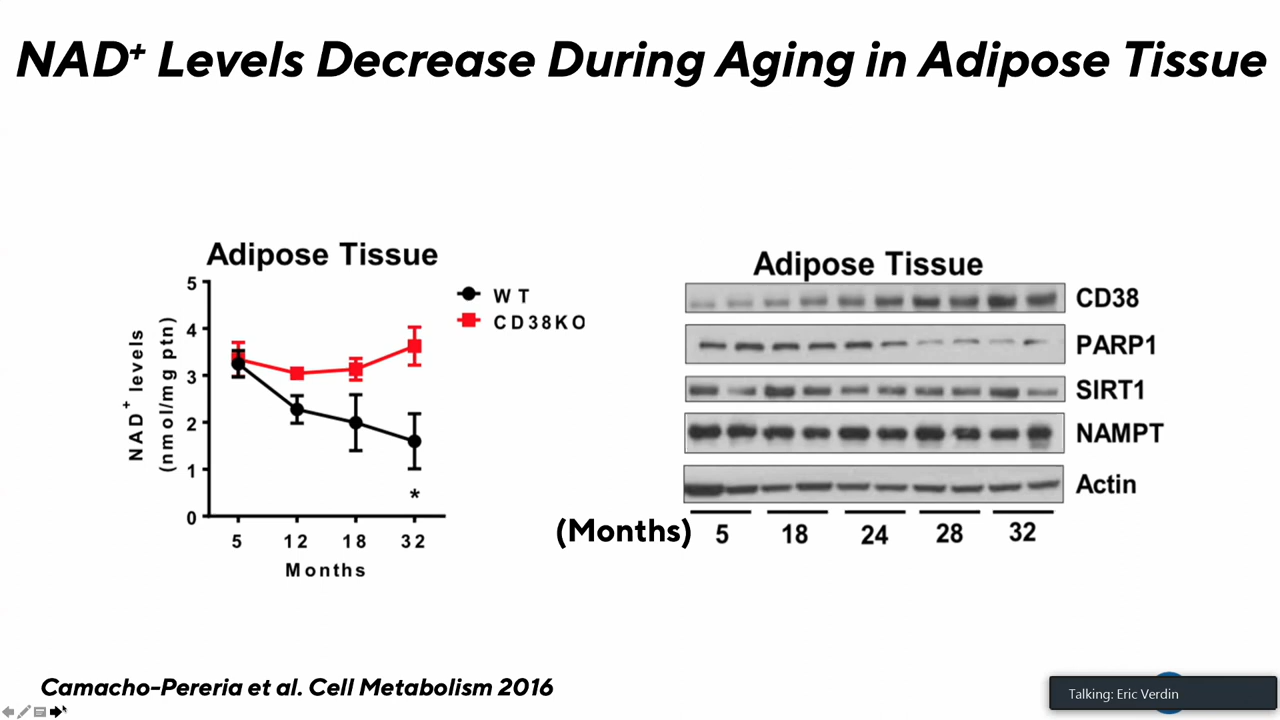 NAD+ Levels Decrease During Aging in Adipose Tissue
Adipose Tissue
NAD+ levels
(nmol/mg ptn)
5
4
3
2
1
0
WT
CD38KO
*
5 12 18 32
Months
Adipose Tissue
CD38
PARP1
SIRT1
NAMPT
Actin
(Months) 5 18 24 28 32
Camacho-Pereria et al. Cell Metabolism 2016
Talking: Eric Verdin